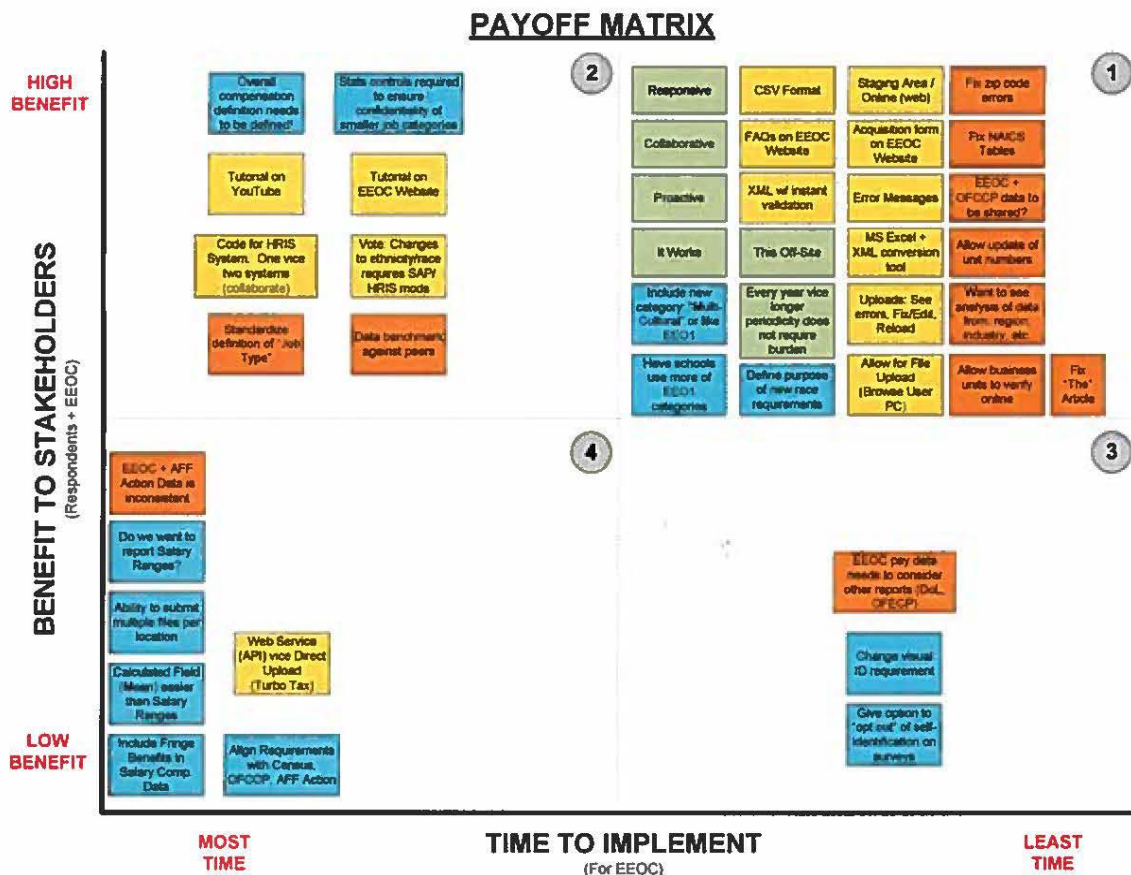 PAYOFF MATRIX
HIGH
BENEFIT
BENEFIT TO STAKEHOLDERS
(Respondents + EEOC)
LOW
BENEFIT
2
Overall
compensation
definition needs
to be defined*
Stats controls required
to ensure
confidentiality of
smaller job categories
Tutorial on
YouTube
Tutorial on
EEOC Website
Code for HRIS
System. One vice
two systems
(collaborate)
Vote: Changes
to ethnicity/race
requires SAP/
HRIS mods
Standardize
definition of "Job
Type"
Data benchmark
against peers
1
Responsive
CSV Format
Staging Area /
Online (web)
Fix zip code
errors
Collaborative
FAQs on EEOC
Website
Acquisition form
on EEOC
Website
Fix NAICS
Tables
Proactive
XML w/ instant
validation
Error Messages
EEOC +
OFCCP data to
be shared?
It Works
This Off-Site
MS Excel +
XML conversion
tool
Allow update of
unit numbers
Include new
category "Multi-
Cultural" or like
EEO1
Every year vice
longer
periodicity does
not require
burden
Uploads: See
errors, Fix/Edit,
Reload
Want to see
analysis of data
from: region,
industry, etc
Have schools
use more of
EEO1
categories
Define purpose
of new race
requirements
Allow for File
Upload
(Browse User
PC)
Allow business
units to verify
online
Fix
"The"
Article
4
EEOC + AFF
Action Data is
inconsistent
Do we want to
report Salary
Ranges?
Ability to submit
multiple files per
location
Web Service
(API) vice Direct
Upload
(Turbo Tax)
Calculated Field
(Mean) easier
than Salary
Ranges
Include Fringe
Benefits in
Salary Comp.
Data
Align Requirements
with Census,
OFCCP, AFF Action
3
EEOC pay data
needs to consider
other reports (DoL,
OFECP)
Change visual
ID requirement
Give option to
"opt out" of self-
identification on
surveys
MOST
TIME
TIME TO IMPLEMENT
(For EEOC)
LEAST
TIME